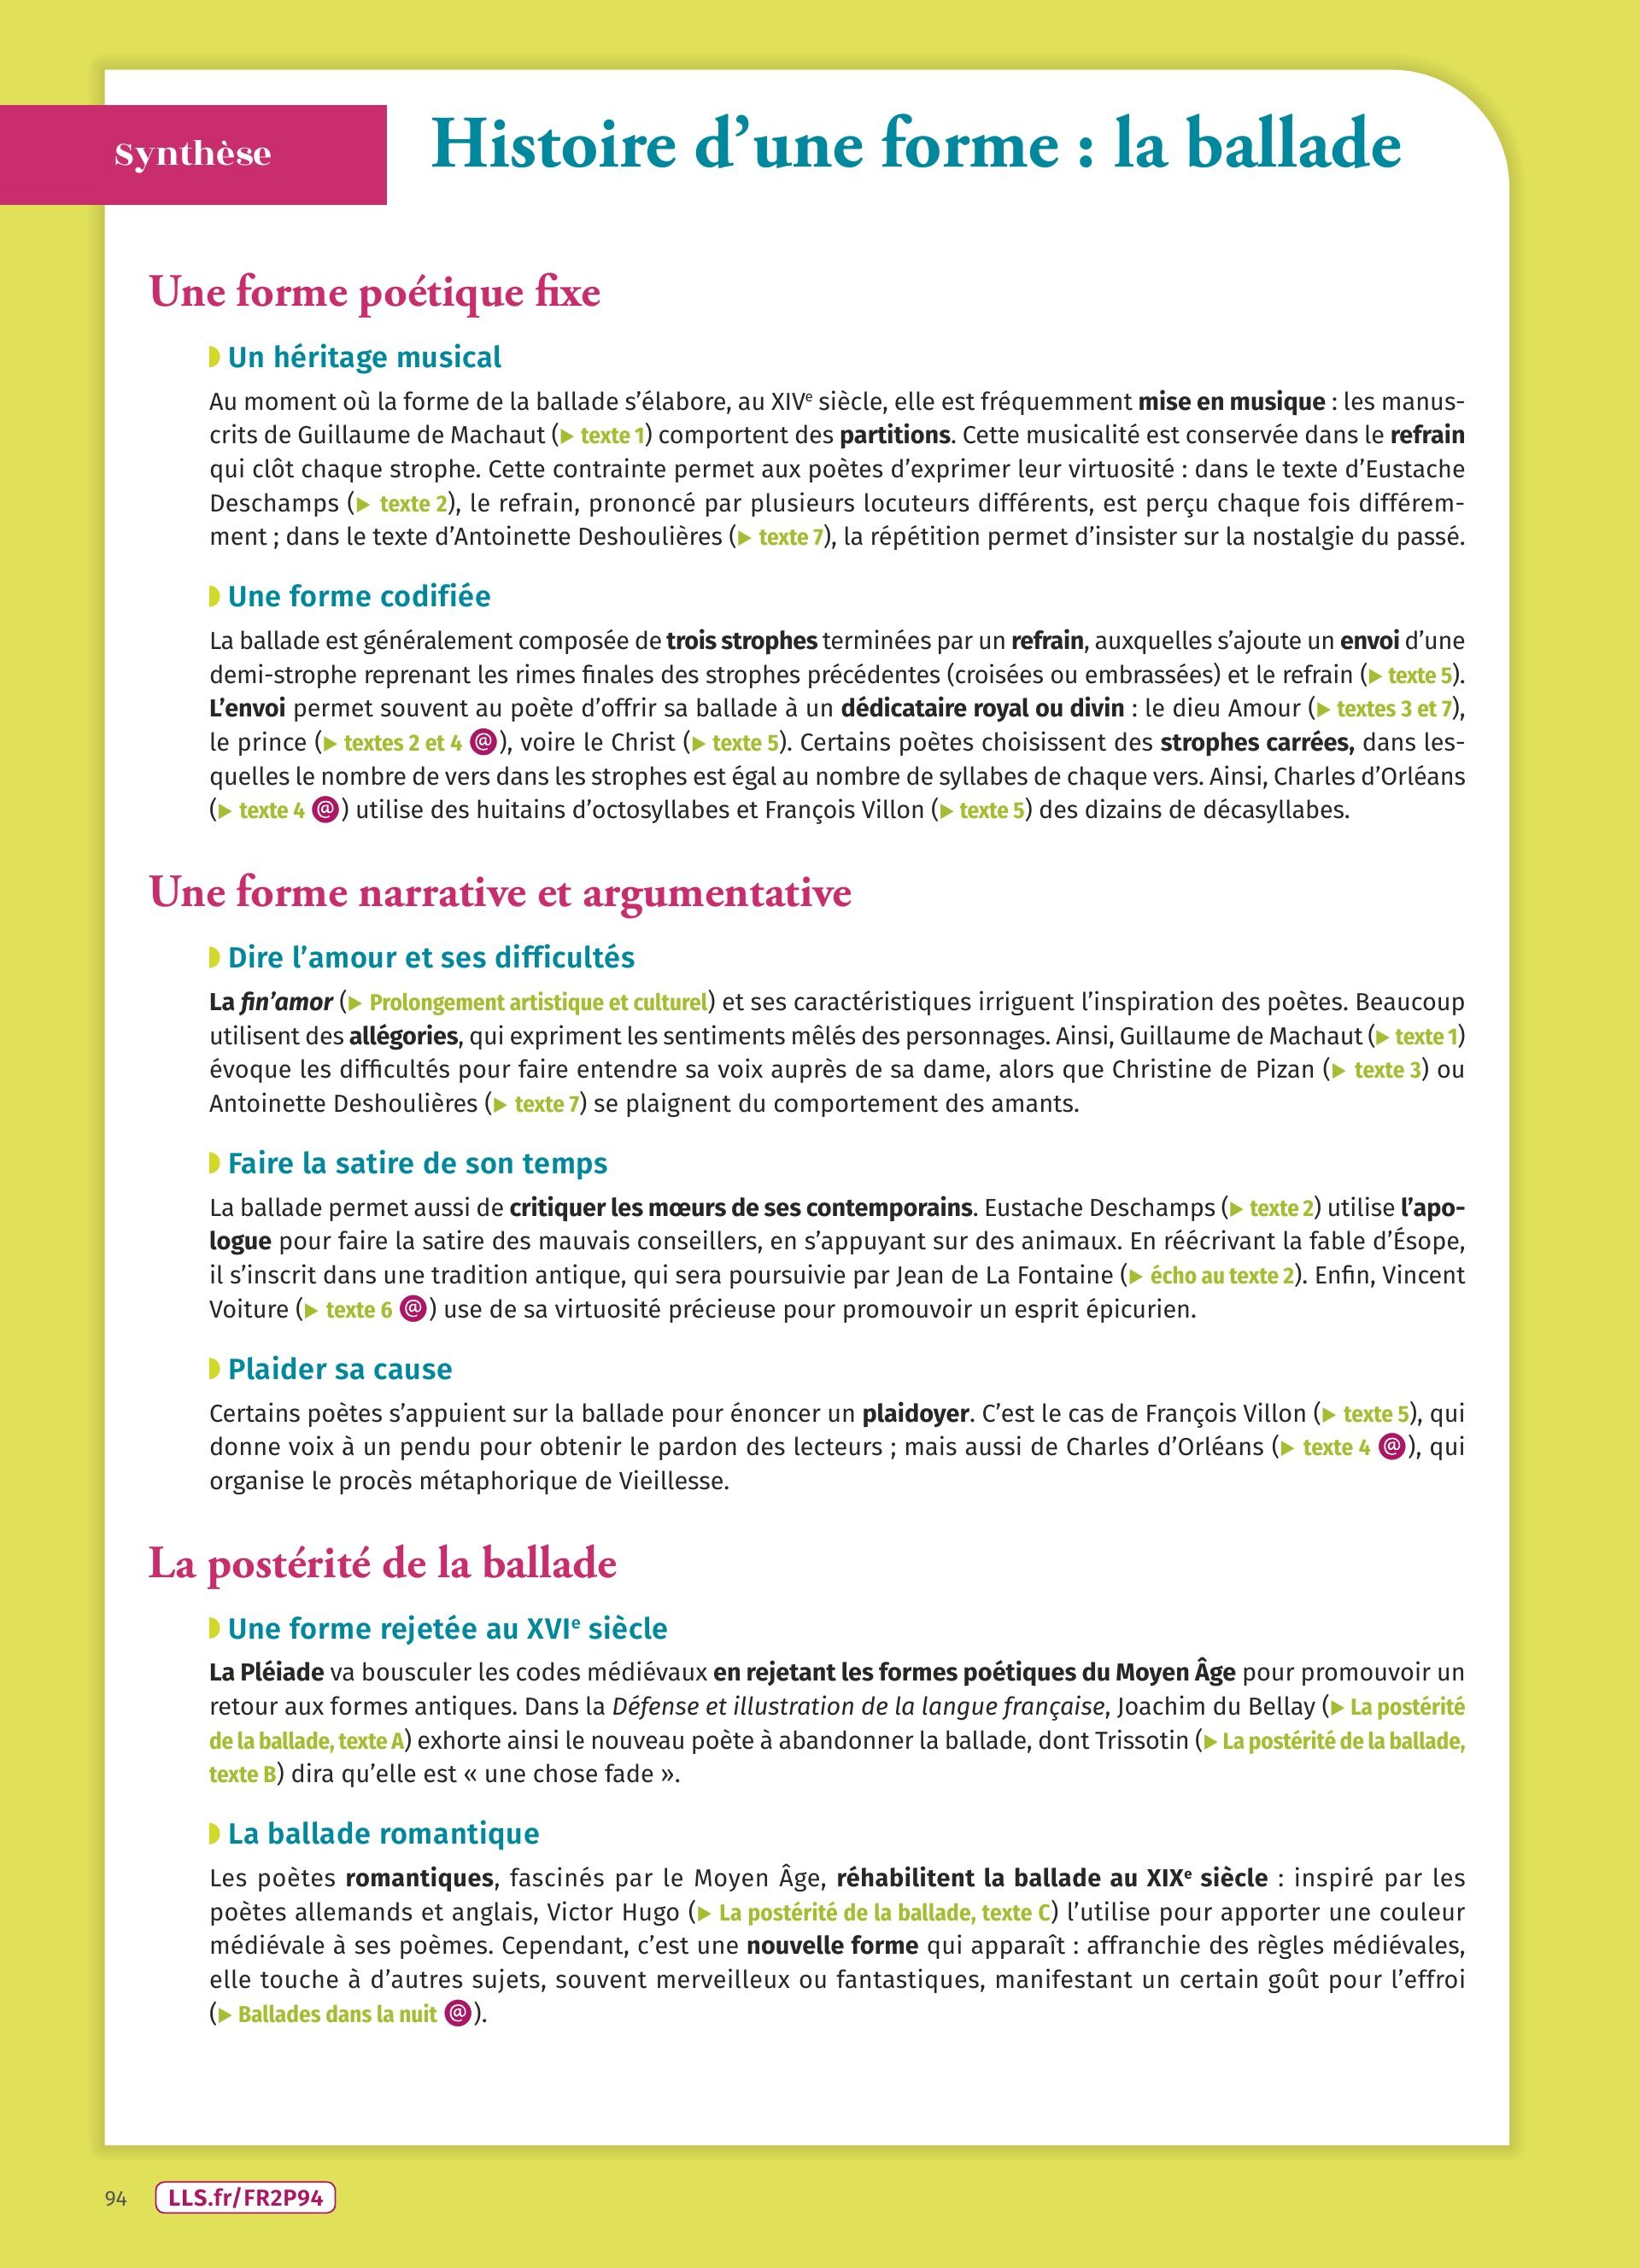 Synthèse
Histoire d’une forme : la ballade
Une forme poétique fixe
Un héritage musical
Au moment où la forme de la ballade s’élabore, au XIVe siècle, elle est fréquemment mise en musique : les manus-
crits de Guillaume de Machaut (▶ texte 1) comportent des partitions. Cette musicalité est conservée dans le refrain
qui clôt chaque strophe. Cette contrainte permet aux poètes d’exprimer leur virtuosité : dans le texte d’Eustache
Deschamps (▶ texte 2), le refrain, prononcé par plusieurs locuteurs différents, est perçu chaque fois différem-
ment ; dans le texte d’Antoinette Deshoulières (▶ texte 7), la répétition permet d’insister sur la nostalgie du passé.
Une forme codifiée
La ballade est généralement composée de trois strophes terminées par un refrain, auxquelles s’ajoute un envoi d’une
demi-strophe reprenant les rimes finales des strophes précédentes (croisées ou embrassées) et le refrain (▶ texte 5).
L’envoi permet souvent au poète d’offrir sa ballade à un dédicataire royal ou divin : le dieu Amour (▶ textes 3 et 7),
le prince (▶ textes 2 et 4 @), voire le Christ (▶ texte 5). Certains poètes choisissent des strophes carrées, dans les-
quelles le nombre de vers dans les strophes est égal au nombre de syllabes de chaque vers. Ainsi, Charles d’Orléans
(▶ texte 4 @) utilise des huitains d’octosyllabes et François Villon (▶ texte 5) des dizains de décasyllabes.
Une forme narrative et argumentative
Dire l’amour et ses difficultés
La fin’amor (▶ Prolongement artistique et culturel) et ses caractéristiques irriguent l’inspiration des poètes. Beaucoup
utilisent des allégories, qui expriment les sentiments mêlés des personnages. Ainsi, Guillaume de Machaut (▶ texte 1)
évoque les difficultés pour faire entendre sa voix auprès de sa dame, alors que Christine de Pizan (▶ texte 3) ou
Antoinette Deshoulières (▶ texte 7) se plaignent du comportement des amants.
Faire la satire de son temps
La ballade permet aussi de critiquer les mœurs de ses contemporains. Eustache Deschamps (▶ texte 2) utilise l’apo-
logue pour faire la satire des mauvais conseillers, en s’appuyant sur des animaux. En réécrivant la fable d’Ésope,
il s’inscrit dans une tradition antique, qui sera poursuivie par Jean de La Fontaine (▶ écho au texte 2). Enfin, Vincent
Voiture (▶ texte 6 @) use de sa virtuosité précieuse pour promouvoir un esprit épicurien.
Plaider sa cause
Certains poètes s’appuient sur la ballade pour énoncer un plaidoyer. C’est le cas de François Villon (▶ texte 5), qui
donne voix à un pendu pour obtenir le pardon des lecteurs ; mais aussi de Charles d’Orléans (▶ texte 4 @), qui
organise le procès métaphorique de Vieillesse.
La postérité de la ballade
Une forme rejetée au XVIe siècle
La Pléiade va bousculer les codes médiévaux en rejetant les formes poétiques du Moyen Âge pour promouvoir un
retour aux formes antiques. Dans la Défense et illustration de la langue française, Joachim du Bellay (▶ La postérité
de la ballade, texte A) exhorte ainsi le nouveau poète à abandonner la ballade, dont Trissotin (▶ La postérité de la ballade,
texte B) dira qu’elle est « une chose fade ».
La ballade romantique
Les poètes romantiques, fascinés par le Moyen Âge, réhabilitent la ballade au XIXe siècle : inspiré par les
poètes allemands et anglais, Victor Hugo (▶ La postérité de la ballade, texte C) l’utilise pour apporter une couleur
médiévale à ses poèmes. Cependant, c’est une nouvelle forme qui apparaît : affranchie des règles médiévales,
elle touche à d’autres sujets, souvent merveilleux ou fantastiques, manifestant un certain goût pour l’effroi
(▶ Ballades dans la nuit @).
94
LLS.fr/FR2P94